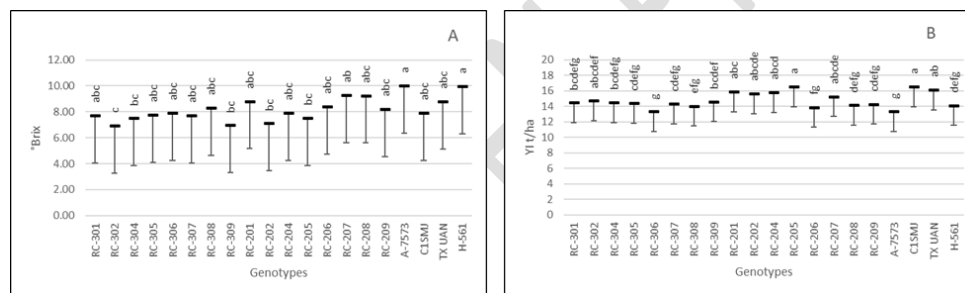 A
abc c bc abc abc abc abc bc abc bc abc bc abc ab abc abc a abc abc a
12.00
10.00
8.00
6.00
4.00
2.00
0.00
°Brix
RC-301 RC-302 RC-304 RC-305 RC-306 RC-307 RC-308 RC-309 RC-201 RC-202 RC-204 RC-205 RC-206 RC-207 RC-208 RC-209 A-7573 C1SMJ TX UAN H-561
Genotypes
B
bcdefg abcdef bcdefg cdefg g cdefg efg bcdef abc abcde abcd a fg abcde defg cdefg g a ab defg
20
18
16
14
12
10
8
6
4
2
0
YI t/ha
RC-301 RC-302 RC-304 RC-305 RC-306 RC-307 RC-308 RC-309 RC-201 RC-202 RC-204 RC-205 RC-206 RC-207 RC-208 RC-209 A-7573 C1SMJ TX UAN H-561
Genotypes